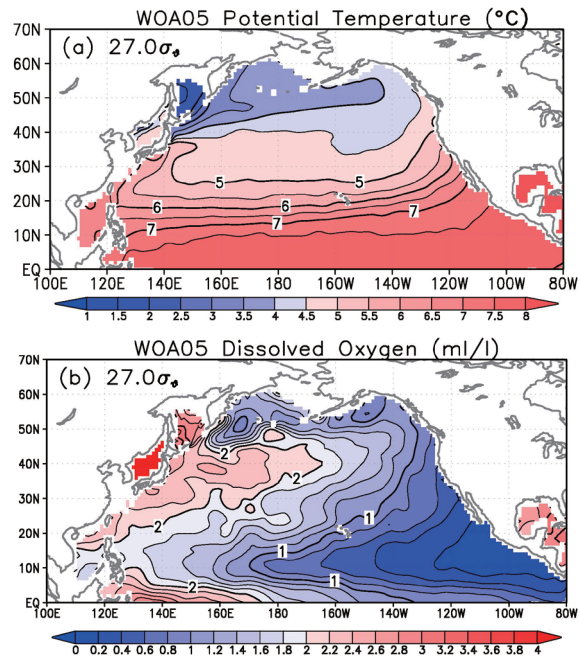 WOA05 Potential Temperature (°C)
(a) 27.0σϑ
70N
60N
50N
40N
30N
20N
10N
EQ
5 5
6 6
7 7
7
100E 120E 140E 160E 180 160W 140W 120W 100W 80W
1 1.5 2 2.5 3 3.5 4 4.5 5 5.5 6 6.5 7 7.5 8
WOA05 Dissolved Oxygen (ml/l)
(b) 27.0σϑ
70N
60N
50N
40N
30N
20N
10N
EQ
2
2
2
1
1
1
2
100E 120E 140E 160E 180 160W 140W 120W 100W 80W
0 0.2 0.4 0.6 0.8 1 1.2 1.4 1.6 1.8 2 2.2 2.4 2.6 2.8 3 3.2 3.4 3.6 3.8 4